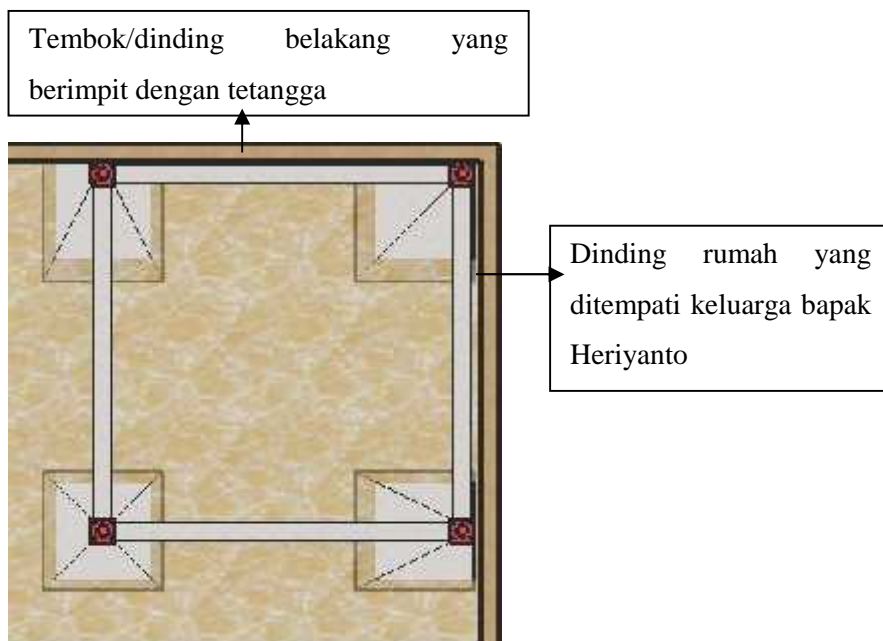 Tembok/dinding belakang yang
berimpit dengan tetangga
Dinding rumah yang
ditempati keluarga bapak
Heriyanto